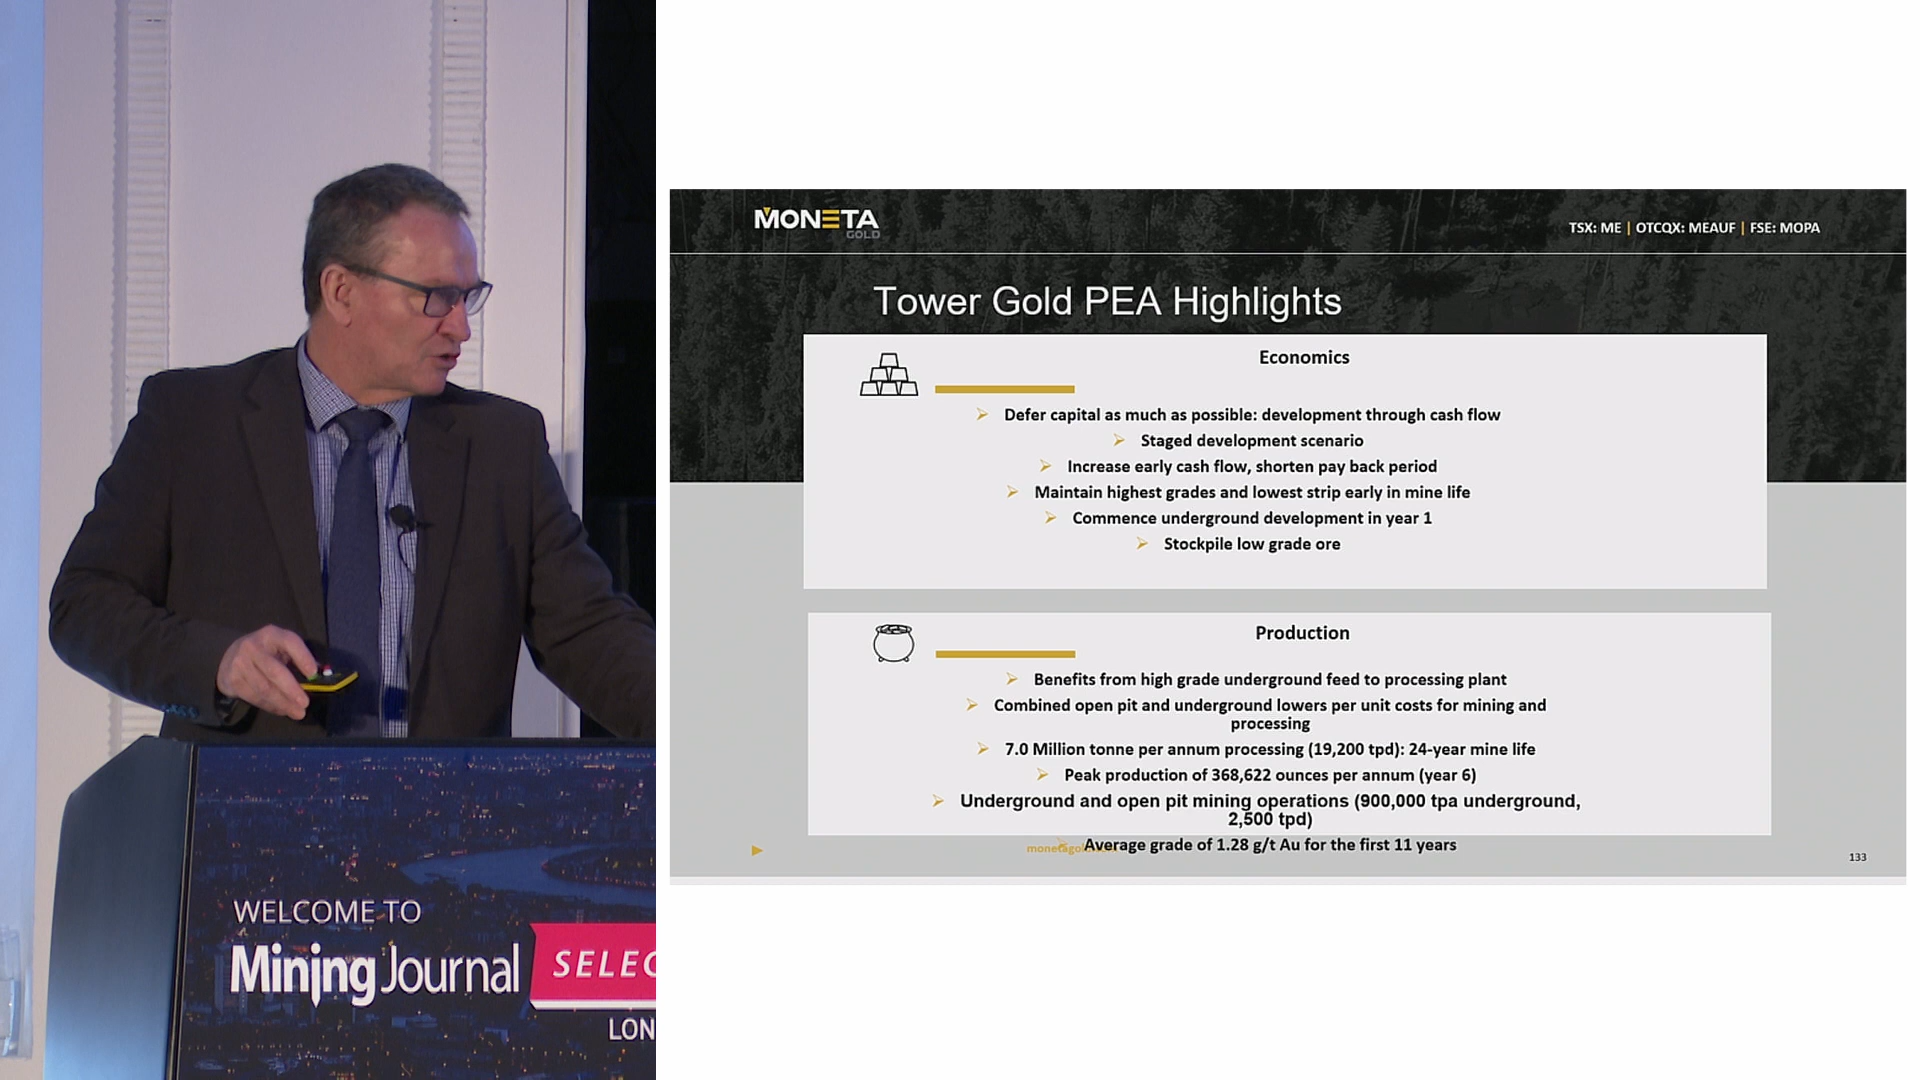 WELCOME TO
Mining Journal
SELEC
LON
MONETA
GOLD
TSX: ME | OTCQX: MEAUF | FSE: MOPA
Tower Gold PEA Highlights
Economics
➢ Defer capital as much as possible: development through cash flow
➢ Staged development scenario
➢ Increase early cash flow, shorten pay back period
➢ Maintain highest grades and lowest strip early in mine life
➢ Commence underground development in year 1
➢ Stockpile low grade ore
Production
➢ Benefits from high grade underground feed to processing plant
➢ Combined open pit and underground lowers per unit costs for mining and
processing
➢ 7.0 Million tonne per annum processing (19,200 tpd): 24-year mine life
➢ Peak production of 368,622 ounces per annum (year 6)
➢ Underground and open pit mining operations (900,000 tpa underground,
2,500 tpd)
➢ Average grade of 1.28 g/t Au for the first 11 years
133